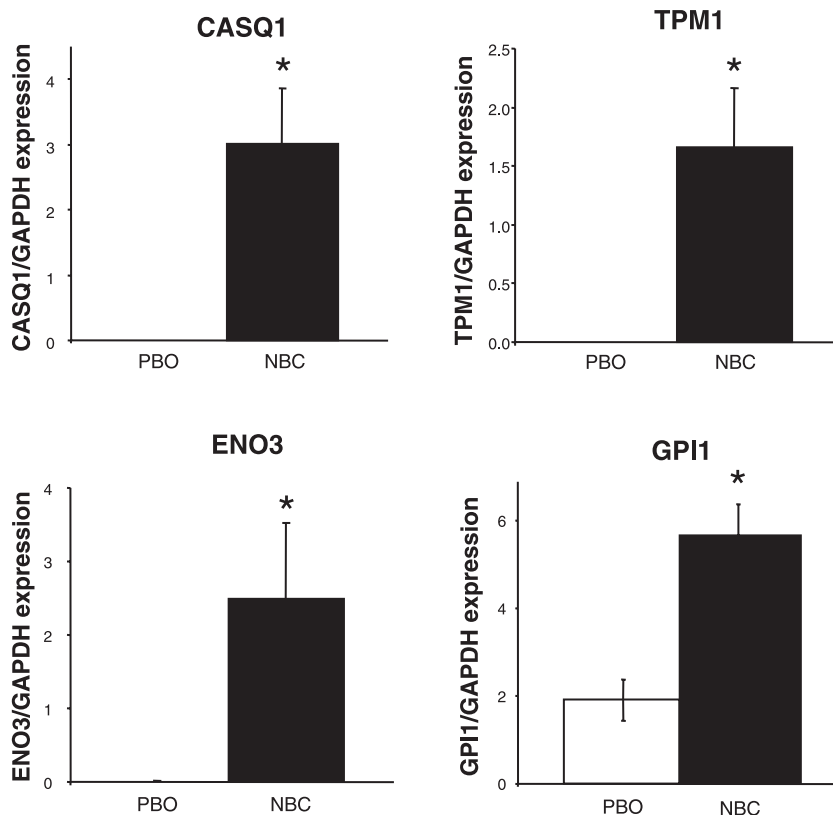 CASQ1
CASQ1/GAPDH expression
4
3
2
1
0
*
PBO NBC
TPM1
TPM1/GAPDH expression
2.5
2.0
1.5
1.0
0.5
0.0
*
PBO NBC
ENO3
ENO3/GAPDH expression
4
3
2
1
0
*
PBO NBC
GPI1
GPI1/GAPDH expression
6
4
2
0
*
PBO NBC